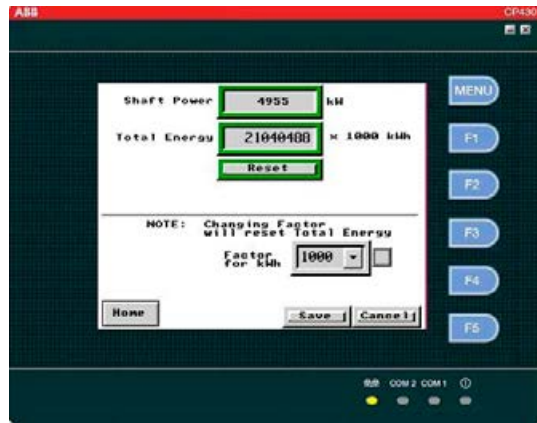 ABB CP430
MENU
Shaft Power 4955 kW
Total Energy 21040488 x 1000 kWh
F1
Reset
F2
NOTE: Changing Factor
will reset Total Energy
F3
Factor
for kWh 1000
F4
Home Save Cancel
F5
COM 2 COM 1